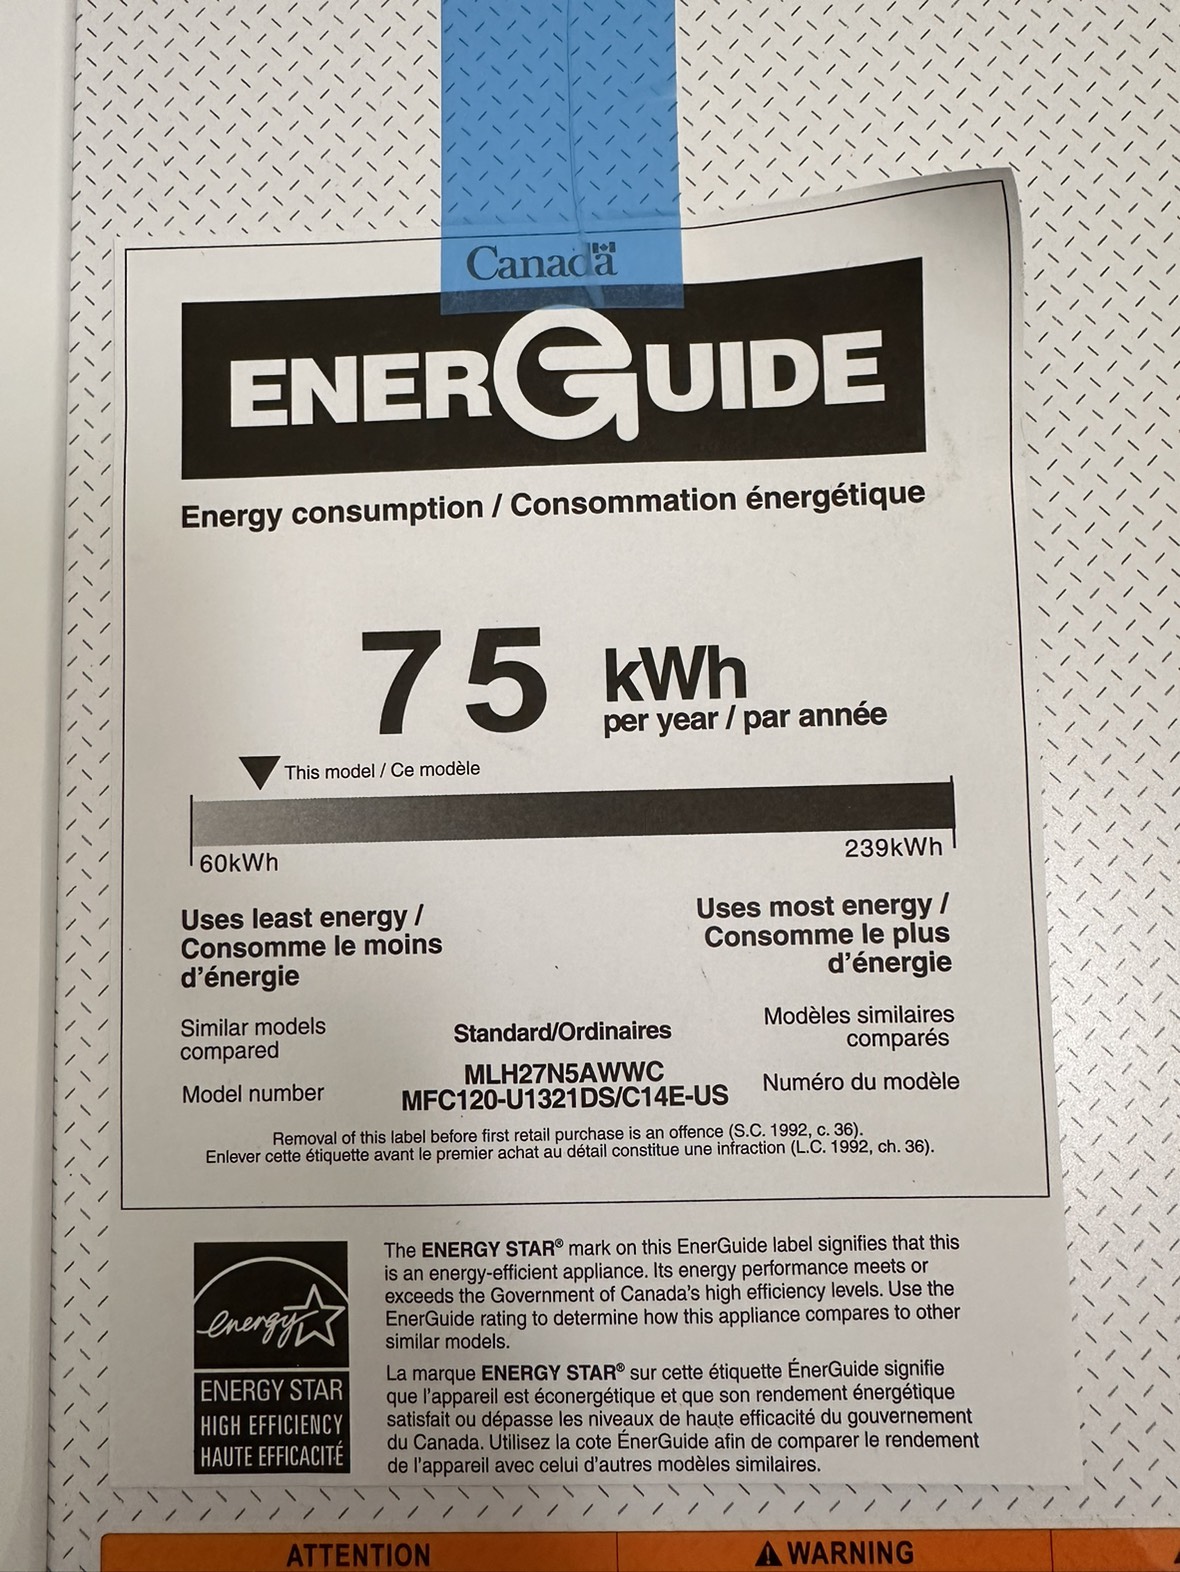 Canada
ENERGUIDE
Energy consumption / Consommation énergétique
75 kWh
per year / par année
This model / Ce modèle
60kWh
239kWh
Uses least energy /
Consomme le moins
d'énergie
Uses most energy /
Consomme le plus
d'énergie
Similar models
compared
Standard/Ordinaires
Modèles similaires
comparés
Model number
MLH27N5AWWC
MFC120-U1321DS/C14E-US
Numéro du modèle
Removal of this label before first retail purchase is an offence (S.C. 1992, c. 36).
Enlever cette étiquette avant le premier achat au détail constitue une infraction (L.C. 1992, ch. 36).
energy
ENERGY STAR
HIGH EFFICIENCY
HAUTE EFFICACITÉ
The ENERGY STAR® mark on this EnerGuide label signifies that this
is an energy-efficient appliance. Its energy performance meets or
exceeds the Government of Canada's high efficiency levels. Use the
EnerGuide rating to determine how this appliance compares to other
similar models.
La marque ENERGY STAR® sur cette étiquette ÉnerGuide signifie
que l'appareil est éconergétique et que son rendement énergétique
satisfait ou dépasse les niveaux de haute efficacité du gouvernement
du Canada. Utilisez la cote ÉnerGuide afin de comparer le rendement
de l'appareil avec celui d'autres modèles similaires.
ATTENTION
WARNING